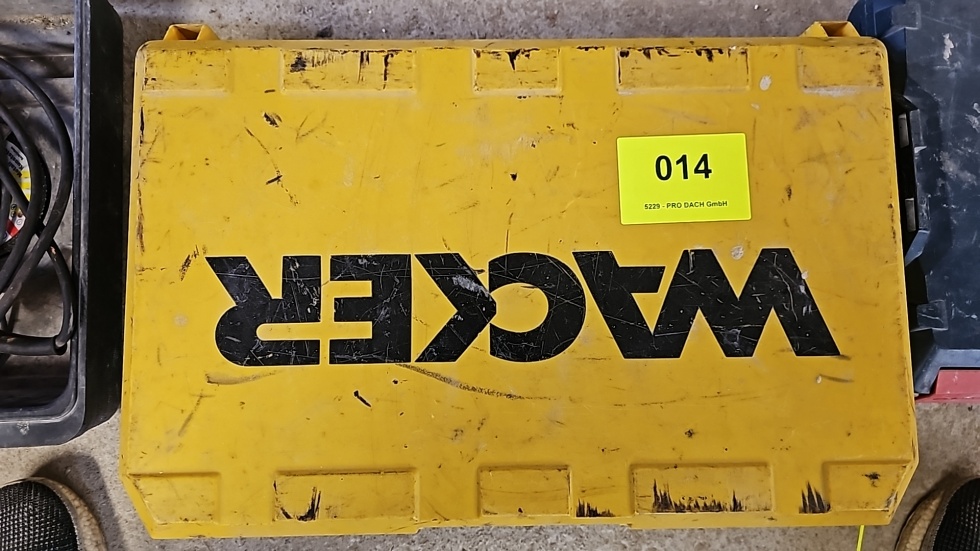 014
5229 - PRO DACH GmbH
WACKER